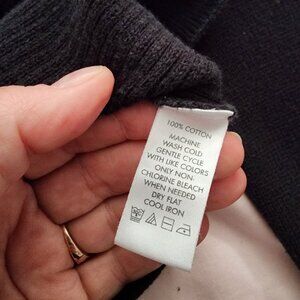 100% COTTON
MACHINE
WASH COLD
GENTLE CYCLE
WITH LIKE COLORS
ONLY NON-
CHLORINE BLEACH
WHEN NEEDED
DRY FLAT
COOL IRON